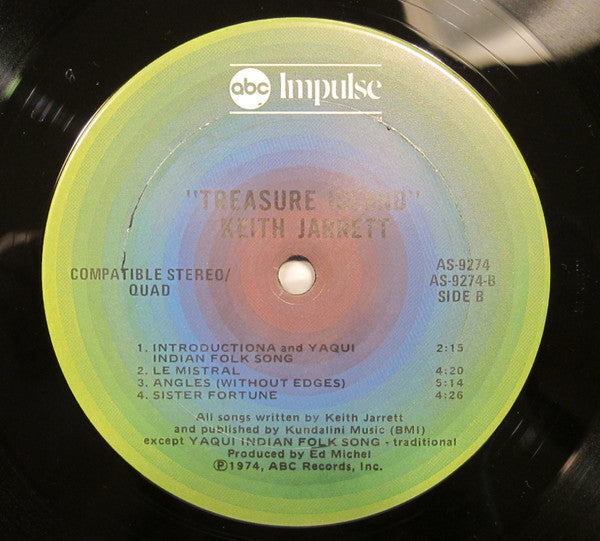 abc Impulse
"TREASURE ISLAND"
KEITH JARRETT
COMPATIBLE STEREO/
QUAD
AS-9274
AS-9274-B
SIDE B
1. INTRODUCTIONA and YAQUI
INDIAN FOLK SONG 2:15
2. LE MISTRAL 4:20
3. ANGLES (WITHOUT EDGES) 5:14
4. SISTER FORTUNE 4:26
All songs written by Keith Jarrett
and published by Kundalini Music (BMI)
except YAQUI INDIAN FOLK SONG - traditional
Produced by Ed Michel
Ⓟ1974, ABC Records, Inc.